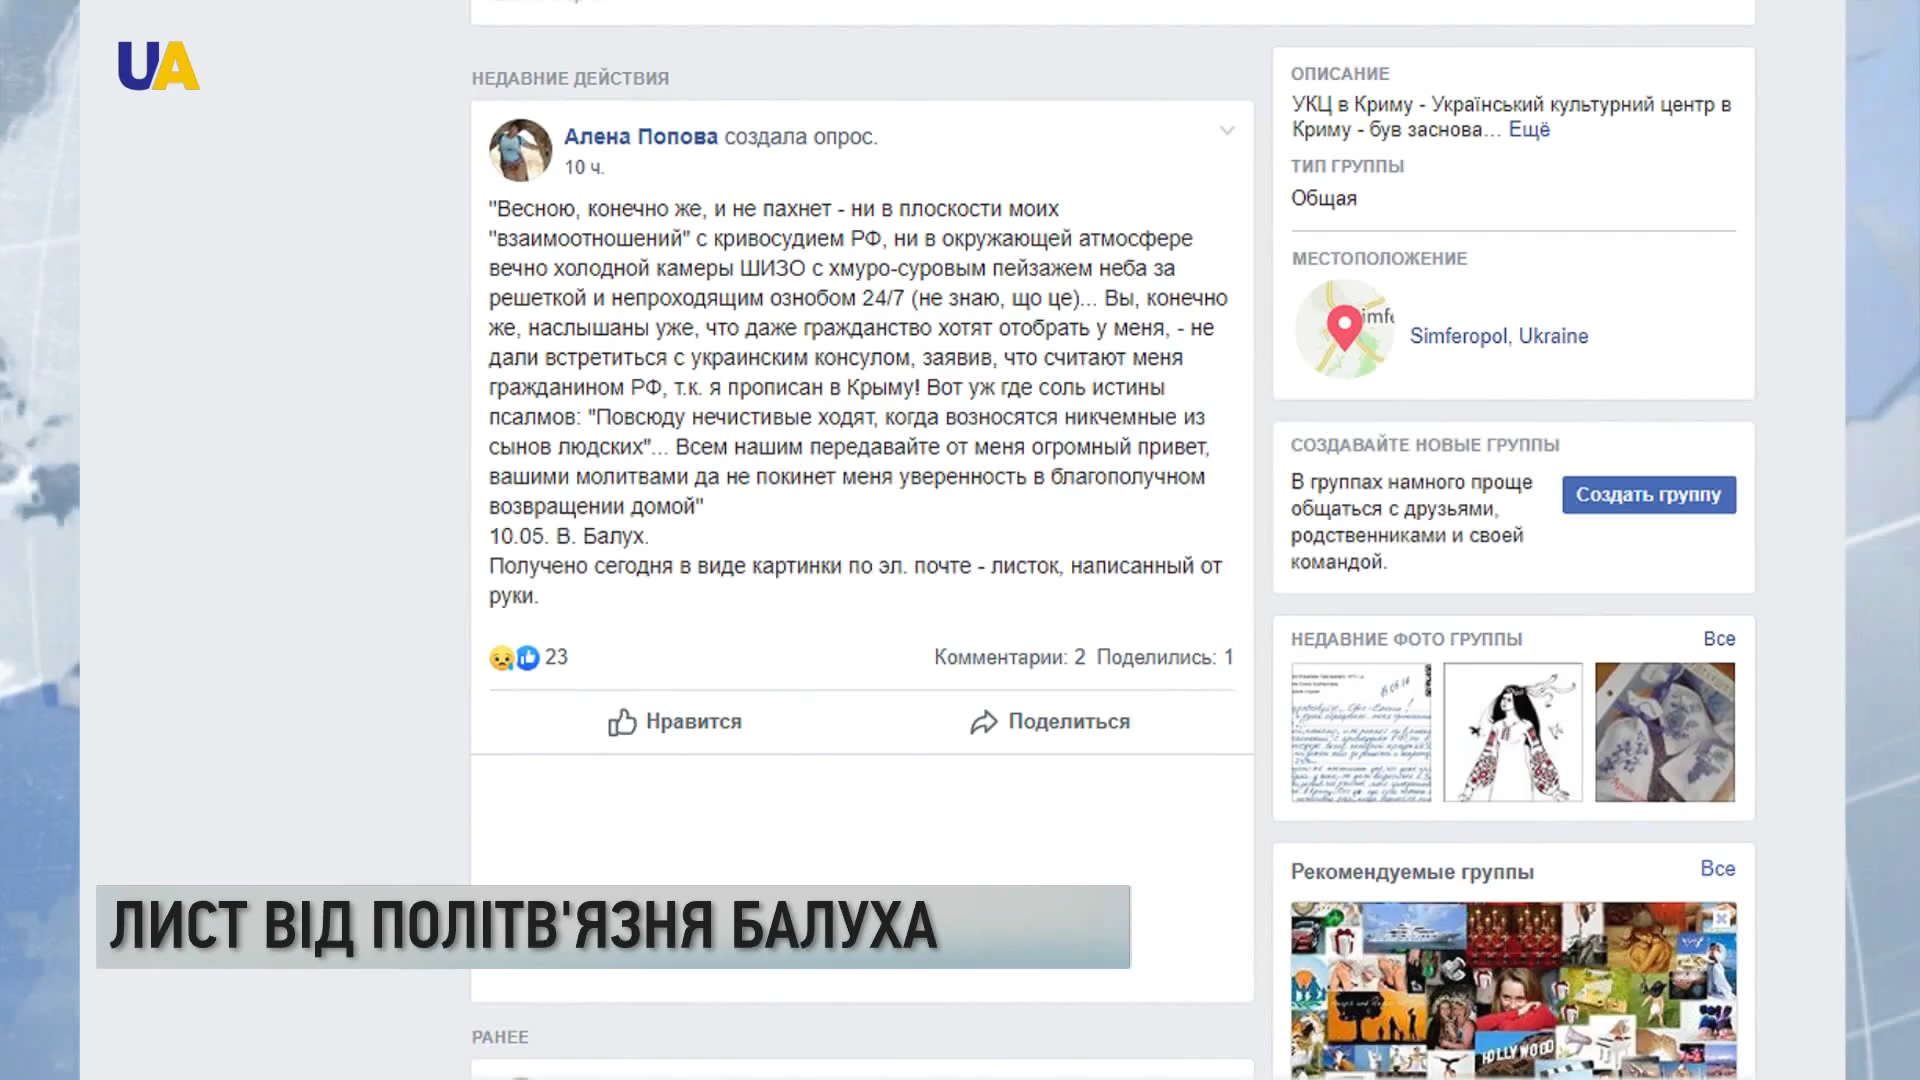 UA
НЕДАВНИЕ ДЕЙСТВИЯ
Алена Попова создала опрос.
10 ч.
"Весною, конечно же, и не пахнет - ни в плоскости моих
"взаимоотношений" с кривосудием РФ, ни в окружающей атмосфере
вечно холодной камеры ШИЗО с хмуро-суровым пейзажем неба за
решеткой и непроходящим ознобом 24/7 (не знаю, що це)... Вы, конечно
же, наслышаны уже, что даже гражданство хотят отобрать у меня, - не
дали встретиться с украинским консулом, заявив, что считают меня
гражданином РФ, т.к. я прописан в Крыму! Вот уж где соль истины
псалмов: "Повсюду нечистивые ходят, когда возносятся никчемные из
сынов людских"... Всем нашим передавайте от меня огромный привет,
вашими молитвами да не покинет меня уверенность в благополучном
возвращении домой"
10.05. В. Балух.
Получено сегодня в виде картинки по эл. почте - листок, написанный от
руки.
23
Комментарии: 2 Поделились: 1
Нравится
Поделиться
РАНЕЕ
ОПИСАНИЕ
УКЦ в Криму - Український культурний центр в
Криму - був заснова... Ещё
ТИП ГРУППЫ
Общая
МЕСТОПОЛОЖЕНИЕ
Simferopol, Ukraine
СОЗДАВАЙТЕ НОВЫЕ ГРУППЫ
В группах намного проще
общаться с друзьями,
родственниками и своей
командой.
Создать группу
НЕДАВНИЕ ФОТО ГРУППЫ
Все
Рекомендуемые группы
Все
HOLLYWOOD
ЛИСТ ВІД ПОЛІТВ'ЯЗНЯ БАЛУХА